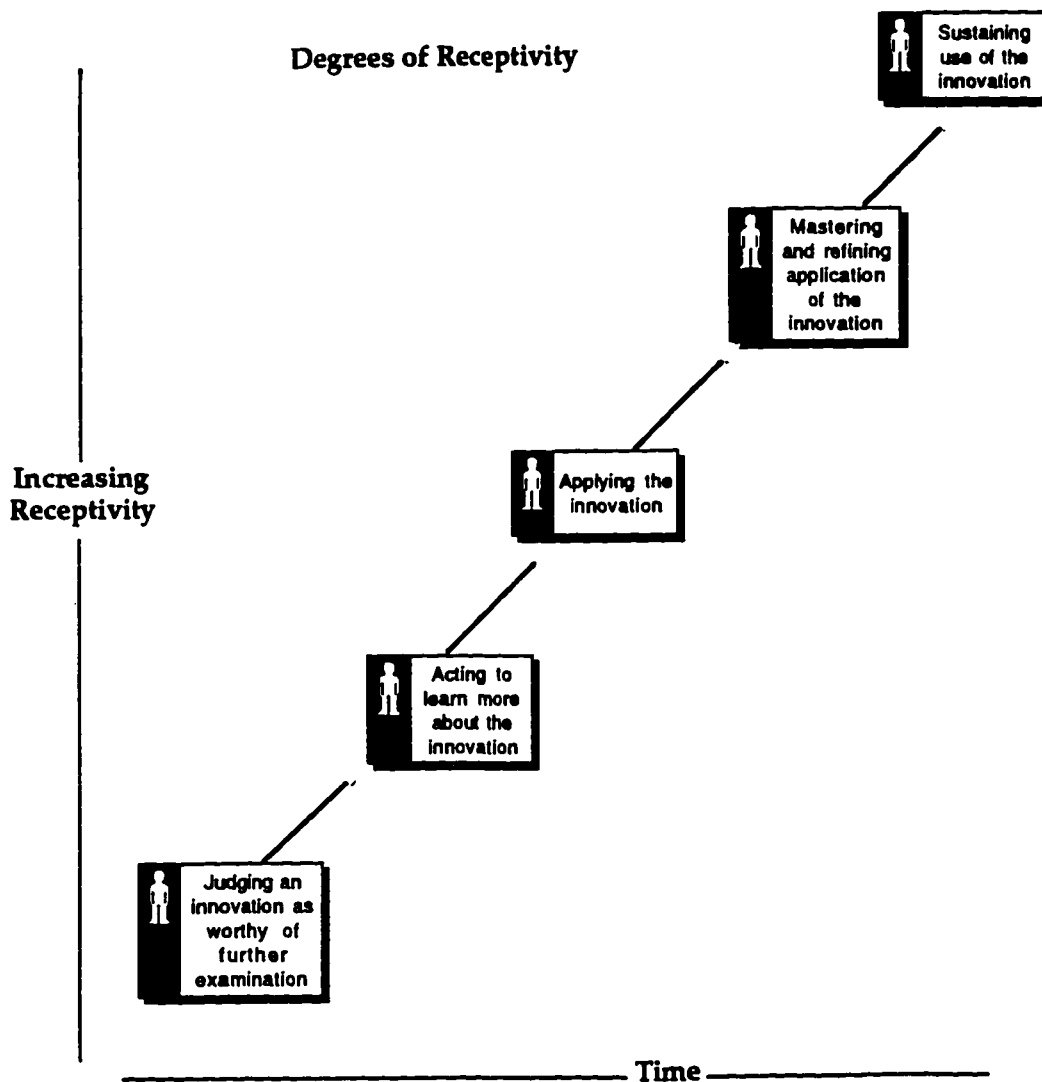 Degrees of Receptivity
Sustaining
use of the
innovation
Mastering
and refining
application
of the
innovation
Increasing
Receptivity
Applying the
innovation
Acting to
learn more
about the
innovation
Judging an
innovation as
worthy of
further
examination
Time